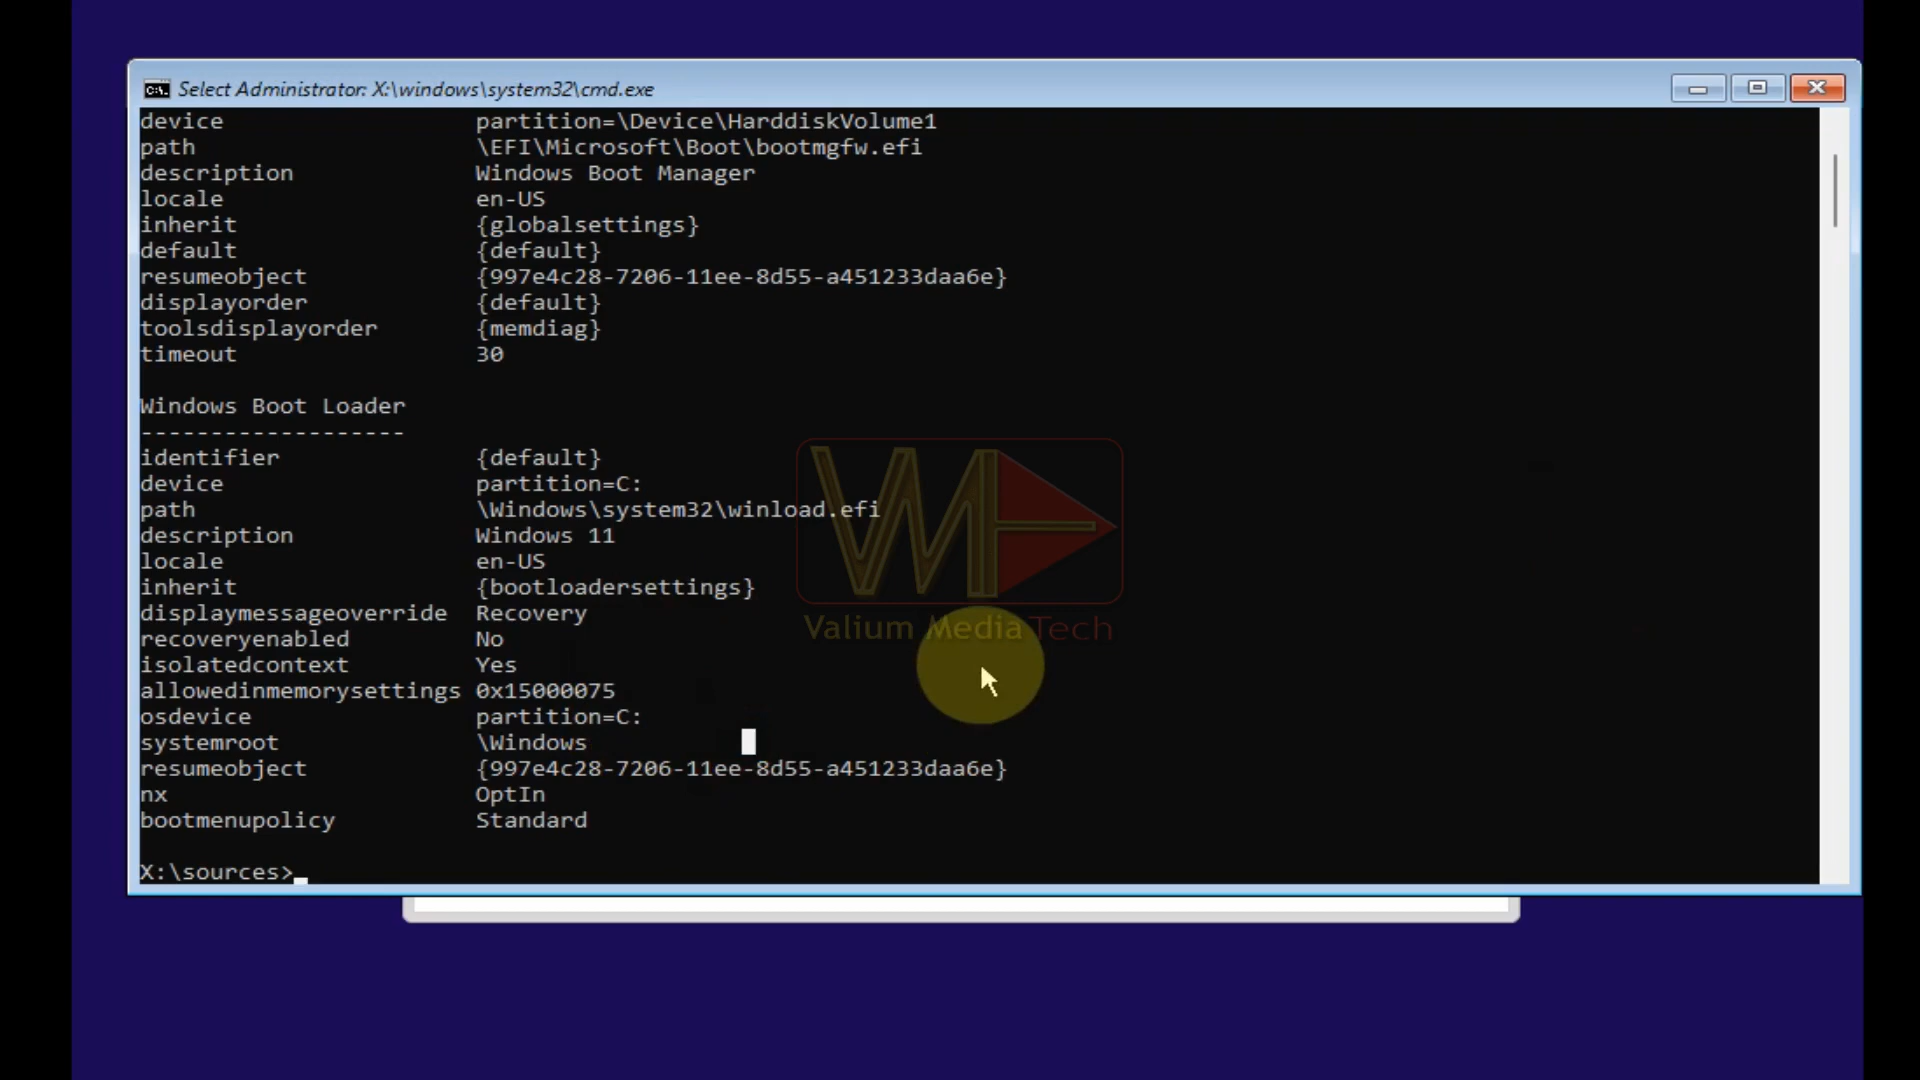 Select Administrator: X:\windows\system32\cmd.exe
device partition=\Device\HarddiskVolume1
path \EFI\Microsoft\Boot\bootmgfw.efi
description Windows Boot Manager
locale en-US
inherit {globalsettings}
default {default}
resumeobject {997e4c28-7206-11ee-8d55-a451233daa6e}
displayorder {default}
toolsdisplayorder {memdiag}
timeout 30
Windows Boot Loader
-------------------
identifier {default}
device partition=C:
path \Windows\system32\winload.efi
description Windows 11
locale en-US
inherit {bootloadersettings}
displaymessageoverride Recovery
recoveryenabled No
isolatedcontext Yes
allowedinmemorysettings 0x15000075
osdevice partition=C:
systemroot \Windows
resumeobject {997e4c28-7206-11ee-8d55-a451233daa6e}
nx OptIn
bootmenupolicy Standard
X:\sources>
VM
Valium MediaTech